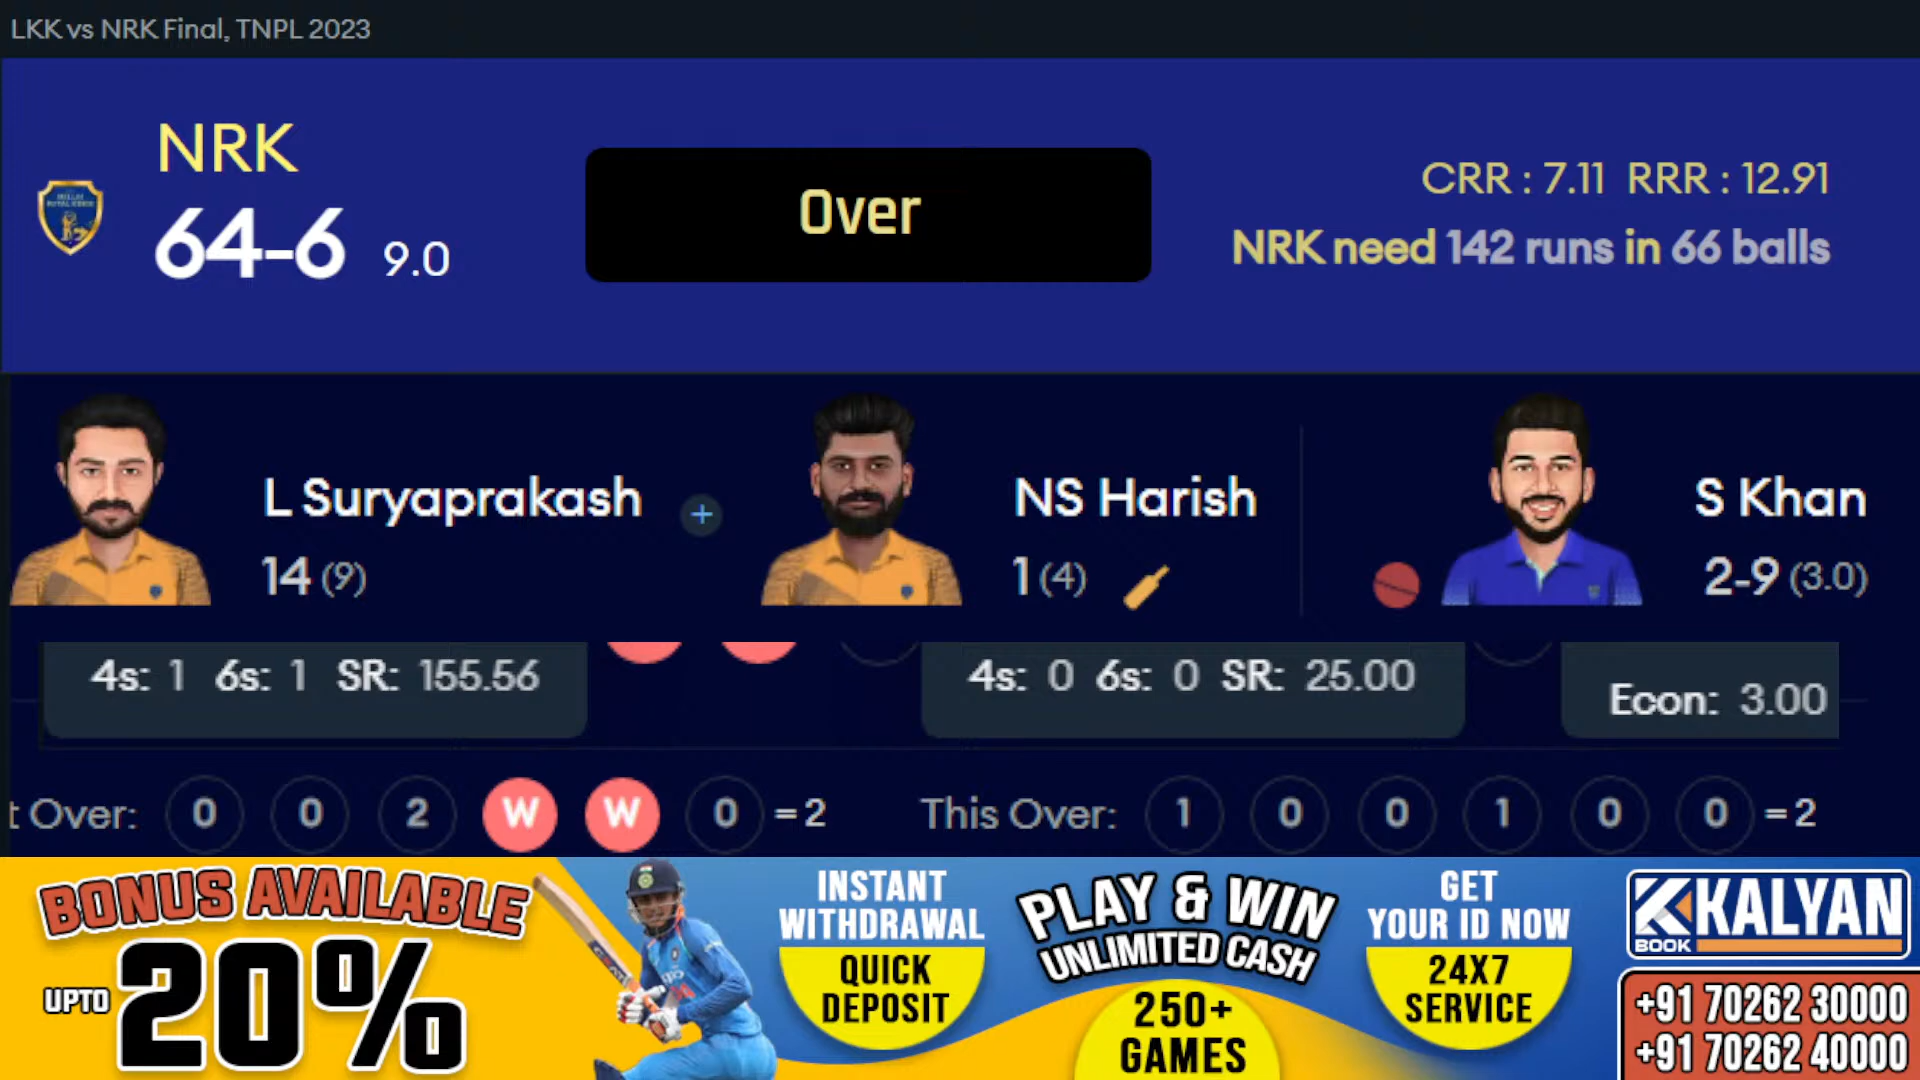 LKK vs NRK Final, TNPL 2023
NRK
64-6 9.0
Over
CRR : 7.11 RRR : 12.91
NRK need 142 runs in 66 balls
L Suryaprakash
14 (9)
+
NS Harish
1 (4)
S Khan
2-9 (3.0)
4s: 1 6s: 1 SR: 155.56
4s: 0 6s: 0 SR: 25.00
Econ: 3.00
t Over: 0 0 2 W W 0 = 2
This Over: 1 0 0 1 0 0 = 2
BONUS AVAILABLE
UPTO 20%
INSTANT
WITHDRAWAL
QUICK
DEPOSIT
PLAY & WIN
UNLIMITED CASH
250+
GAMES
GET
YOUR ID NOW
24X7
SERVICE
KALYAN
BOOK
+91 70262 30000
+91 70262 40000